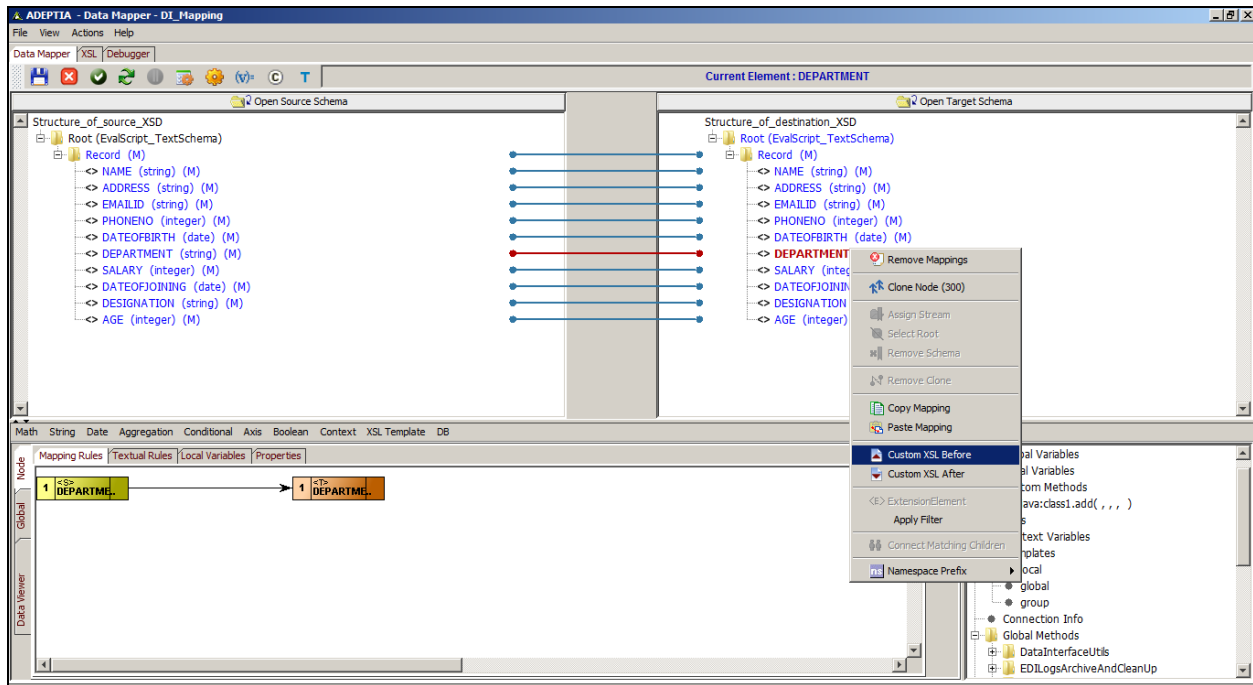 ADEPTIA - Data Mapper - DI_Mapping
File View Actions Help
Data Mapper XSL Debugger
(v)= C T Current Element : DEPARTMENT
Open Source Schema Open Target Schema
Structure_of_source_XSD
Root (EvalScript_TextSchema)
Record (M)
<> NAME (string) (M)
<> ADDRESS (string) (M)
<> EMAILID (string) (M)
<> PHONENO (integer) (M)
<> DATEOFBIRTH (date) (M)
<> DEPARTMENT (string) (M)
<> SALARY (integer) (M)
<> DATEOFJOINING (date) (M)
<> DESIGNATION (string) (M)
<> AGE (integer) (M)
Structure_of_destination_XSD
Root (EvalScript_TextSchema)
Record (M)
<> NAME (string) (M)
<> ADDRESS (string) (M)
<> EMAILID (string) (M)
<> PHONENO (integer) (M)
<> DATEOFBIRTH (date) (M)
<> DEPARTMENT
<> SALARY (integ
<> DATEOFJOININ
<> DESIGNATION
<> AGE (integer)
Remove Mappings
Clone Node (300)
Assign Stream
Select Root
Remove Schema
Remove Clone
Copy Mapping
Paste Mapping
Custom XSL Before
Custom XSL After
<E> ExtensionElement
Apply Filter
Connect Matching Children
ns Namespace Prefix
Math String Date Aggregation Conditional Axis Boolean Context XSL Template DB
Node
Global
Data Viewer
Mapping Rules Textual Rules Local Variables Properties
1 <S> DEPARTME.. 1 <T> DEPARTME..
bal Variables
al Variables
tom Methods
ava:class1.add( , , , )
s
text Variables
nplates
ocal
global
group
Connection Info
Global Methods
DataInterfaceUtils
EDILogsArchiveAndCleanUp